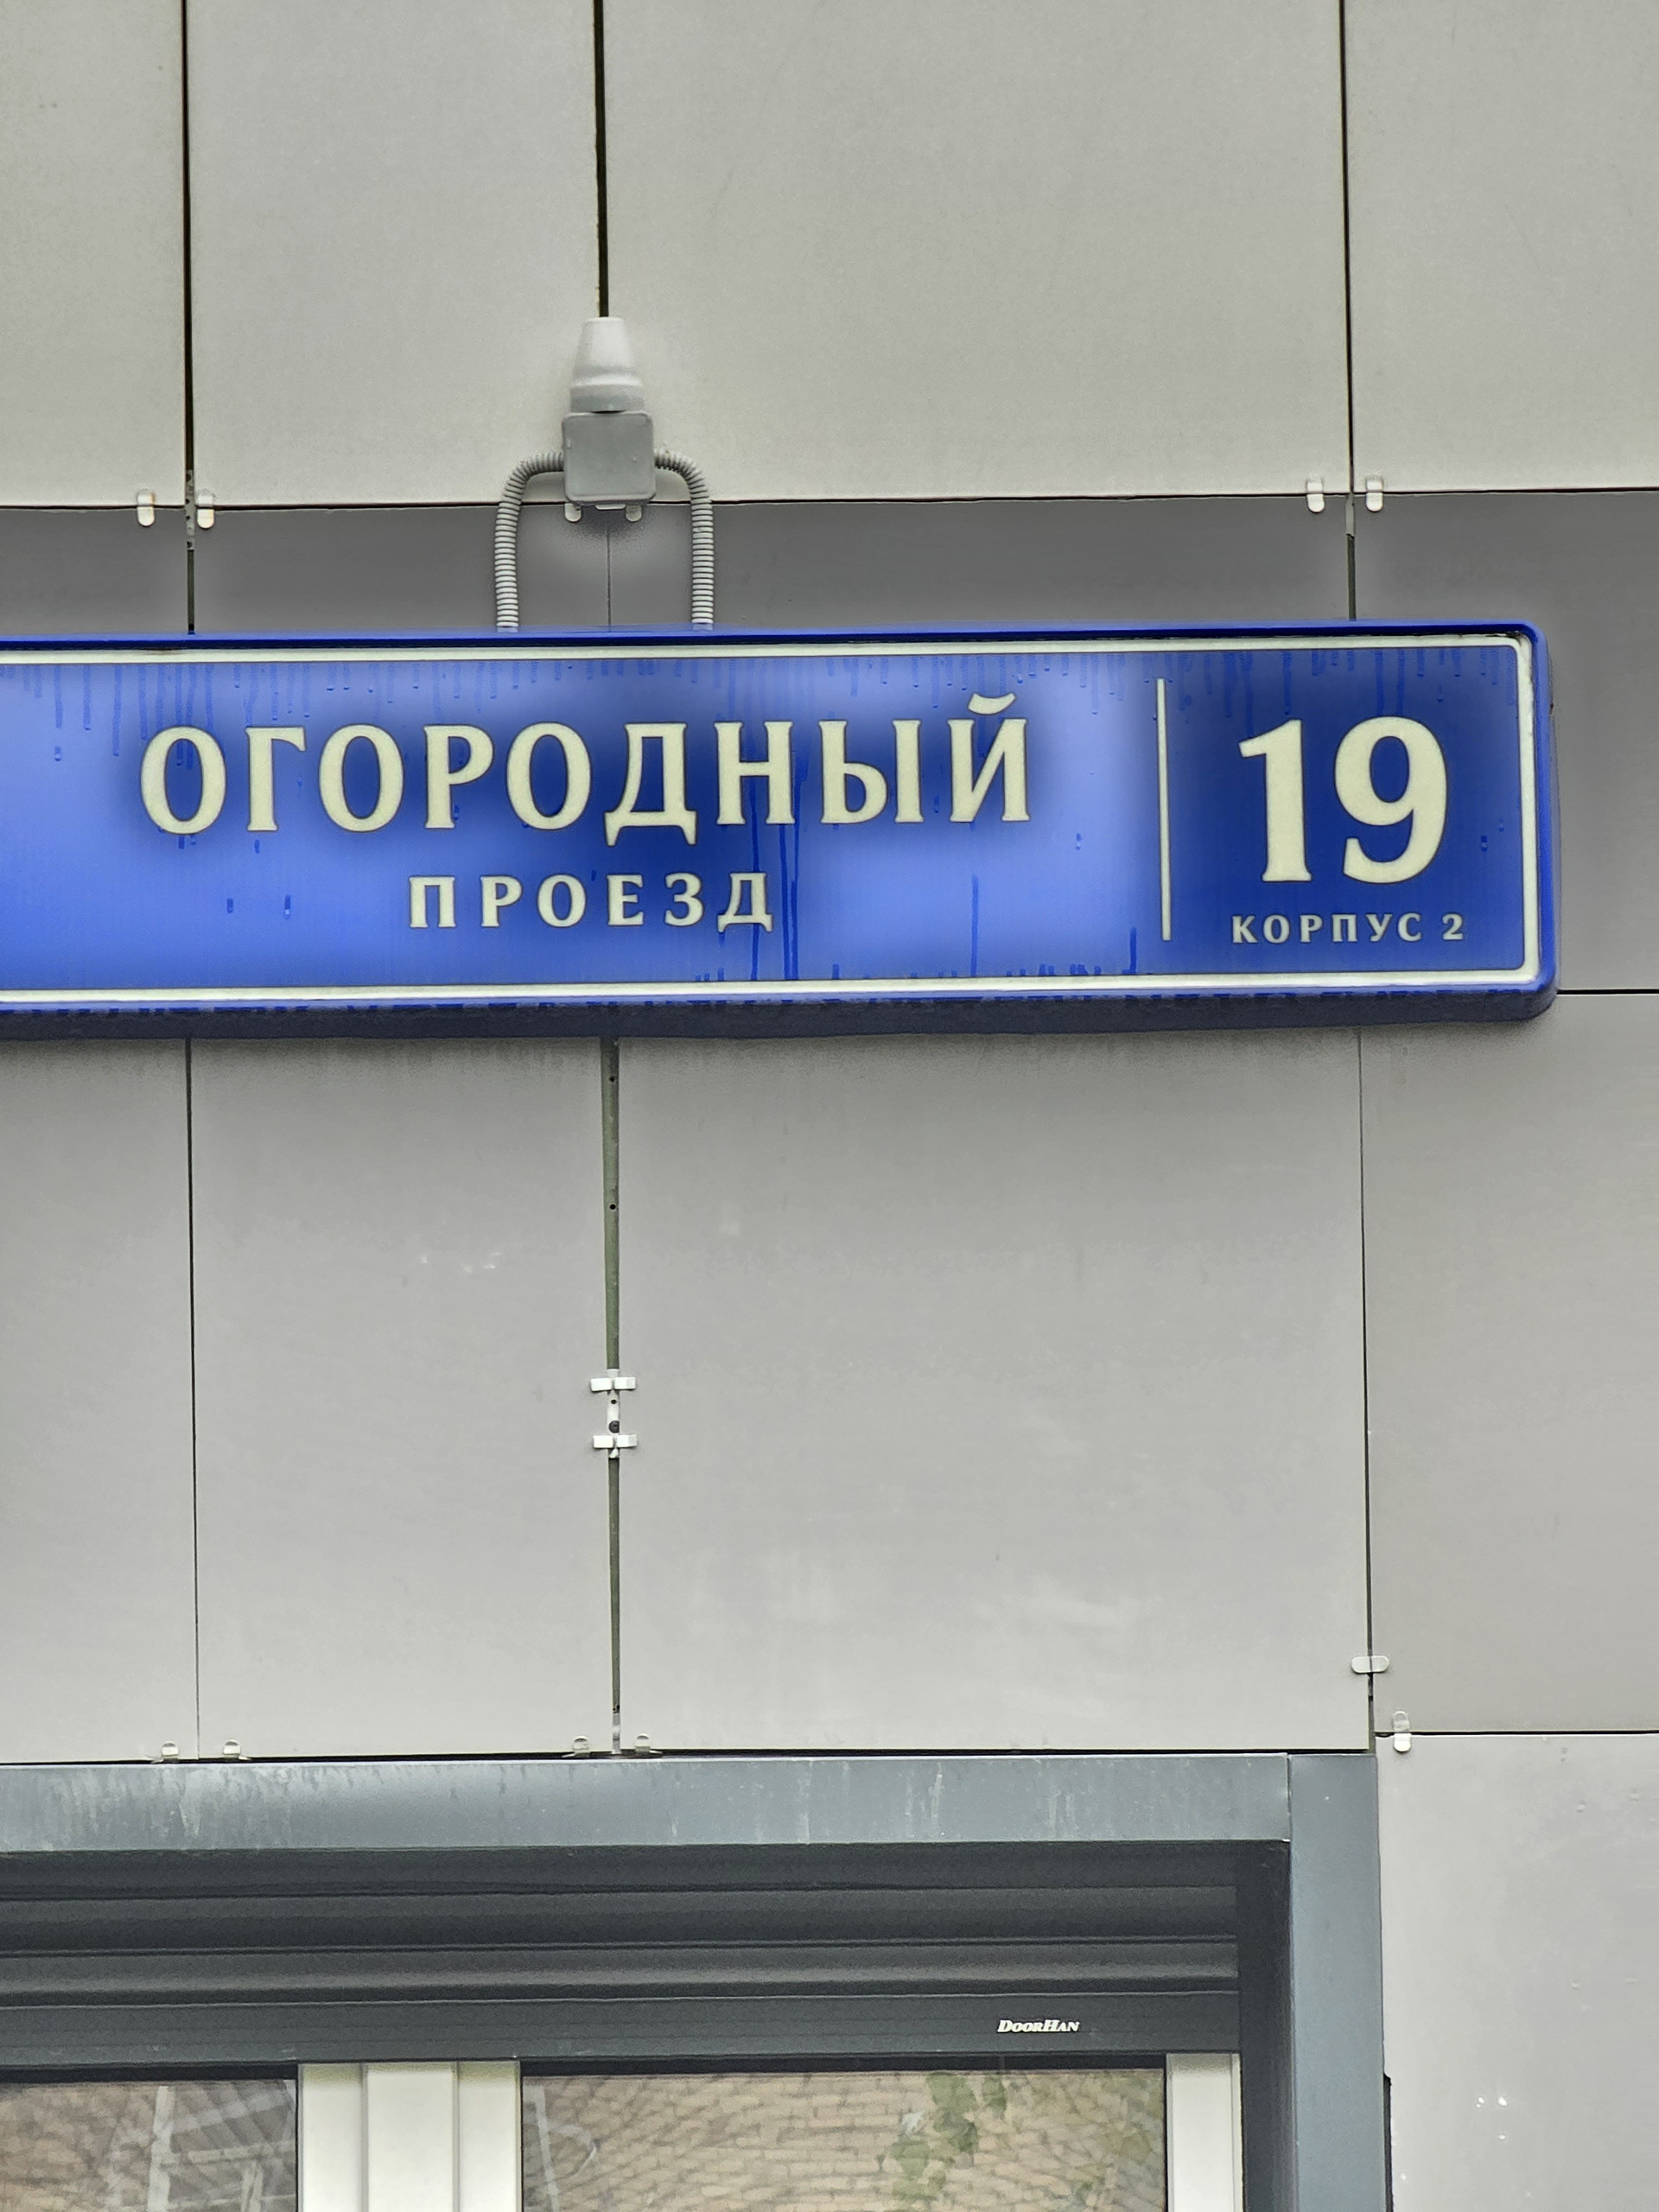 ОГОРОДНЫЙ
ПРОЕЗД
19
КОРПУС 2
DOORHAN